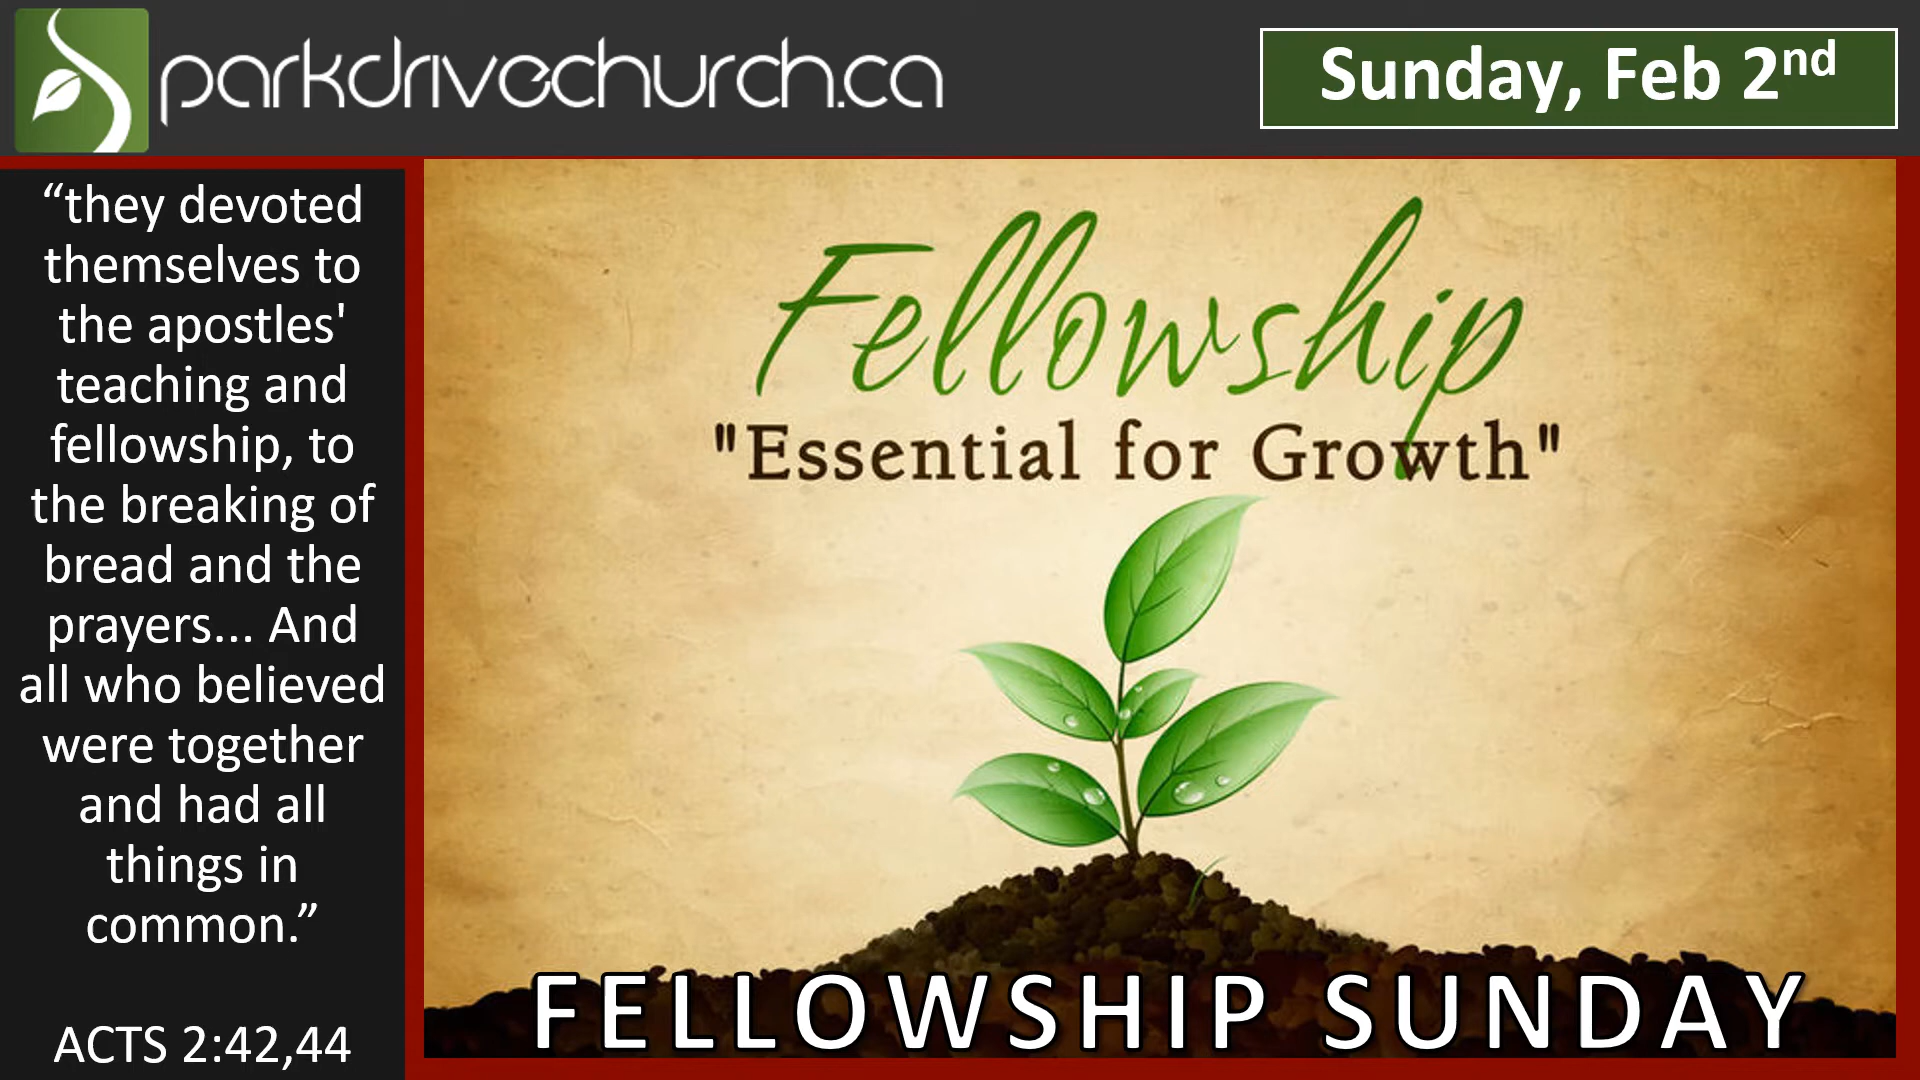 parkdrivechurch.ca
Sunday, Feb 2nd
“they devoted
themselves to
the apostles'
teaching and
fellowship, to
the breaking of
bread and the
prayers... And
all who believed
were together
and had all
things in
common.”
ACTS 2:42,44
Fellowship
"Essential for Growth"
FELLOWSHIP SUNDAY